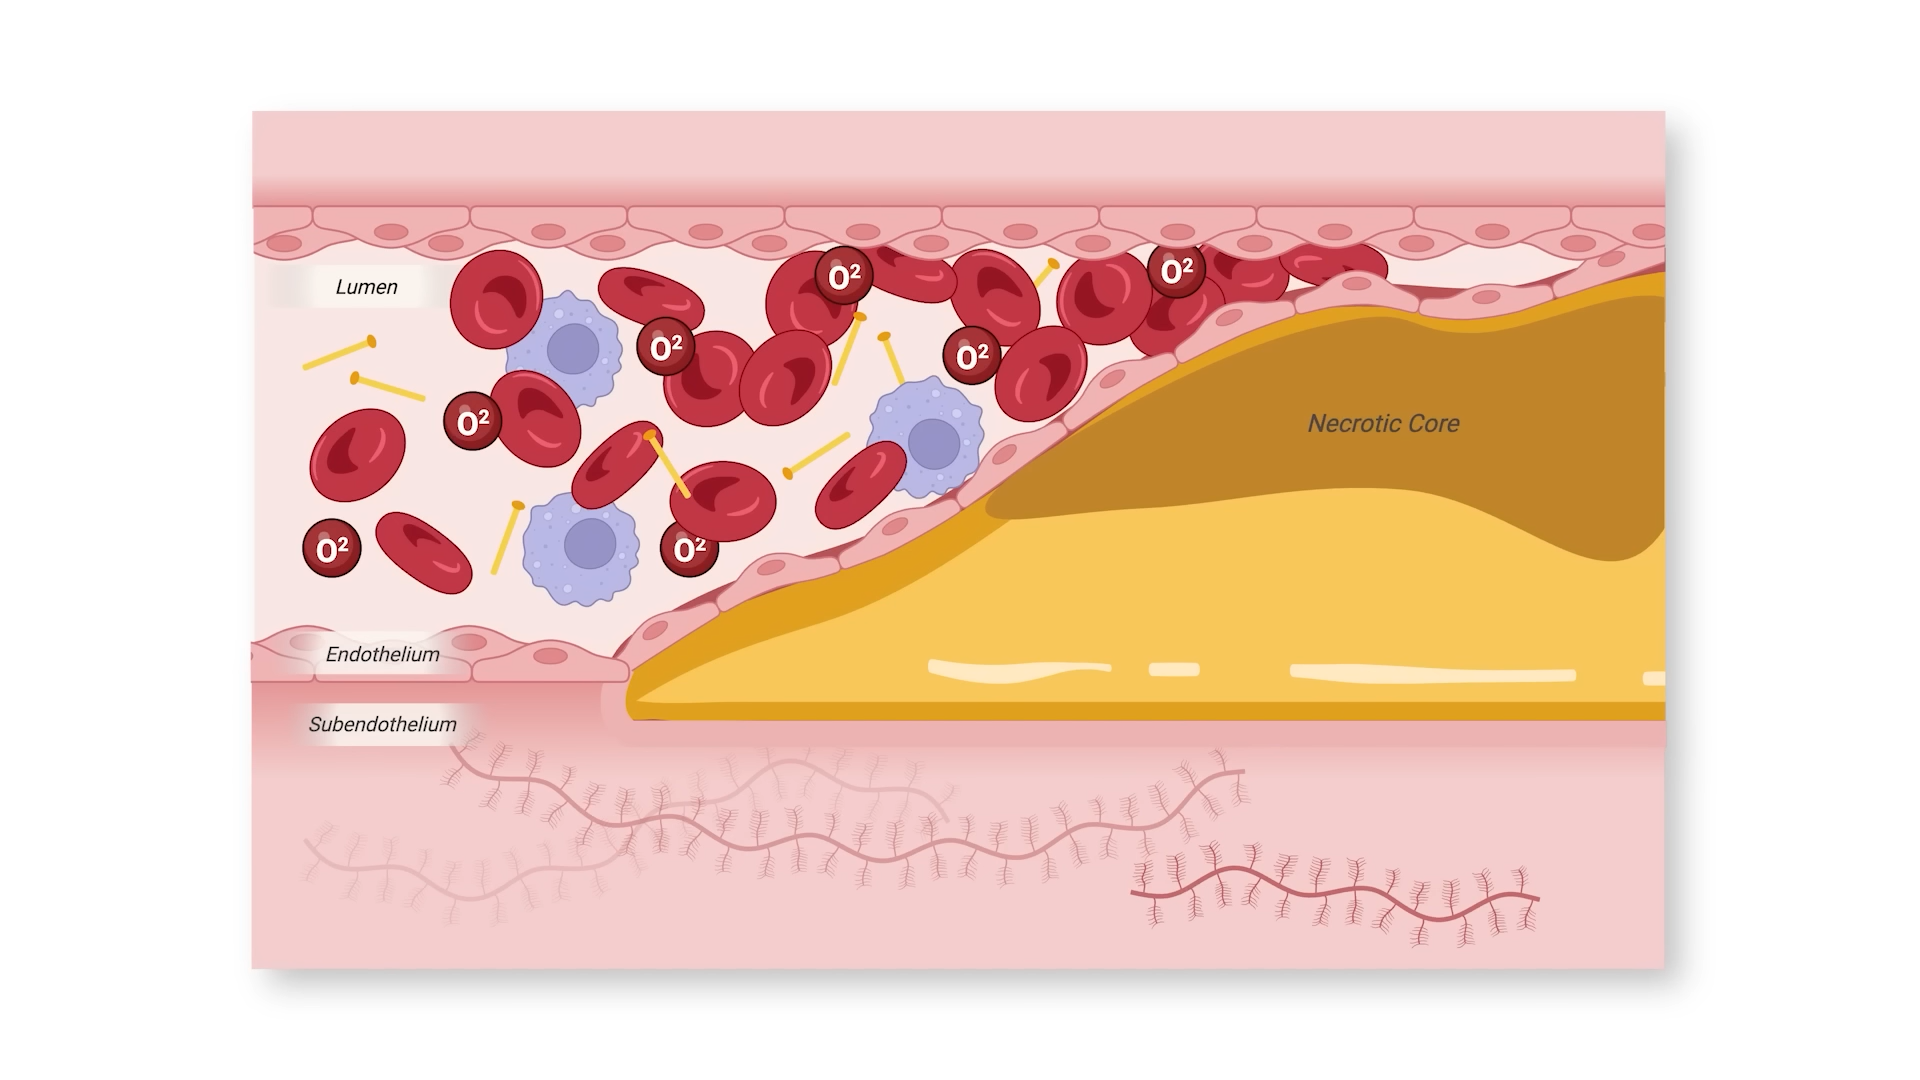 O²
O²
Lumen
O²
O²
O²
Necrotic Core
O²
O²
Endothelium
Subendothelium